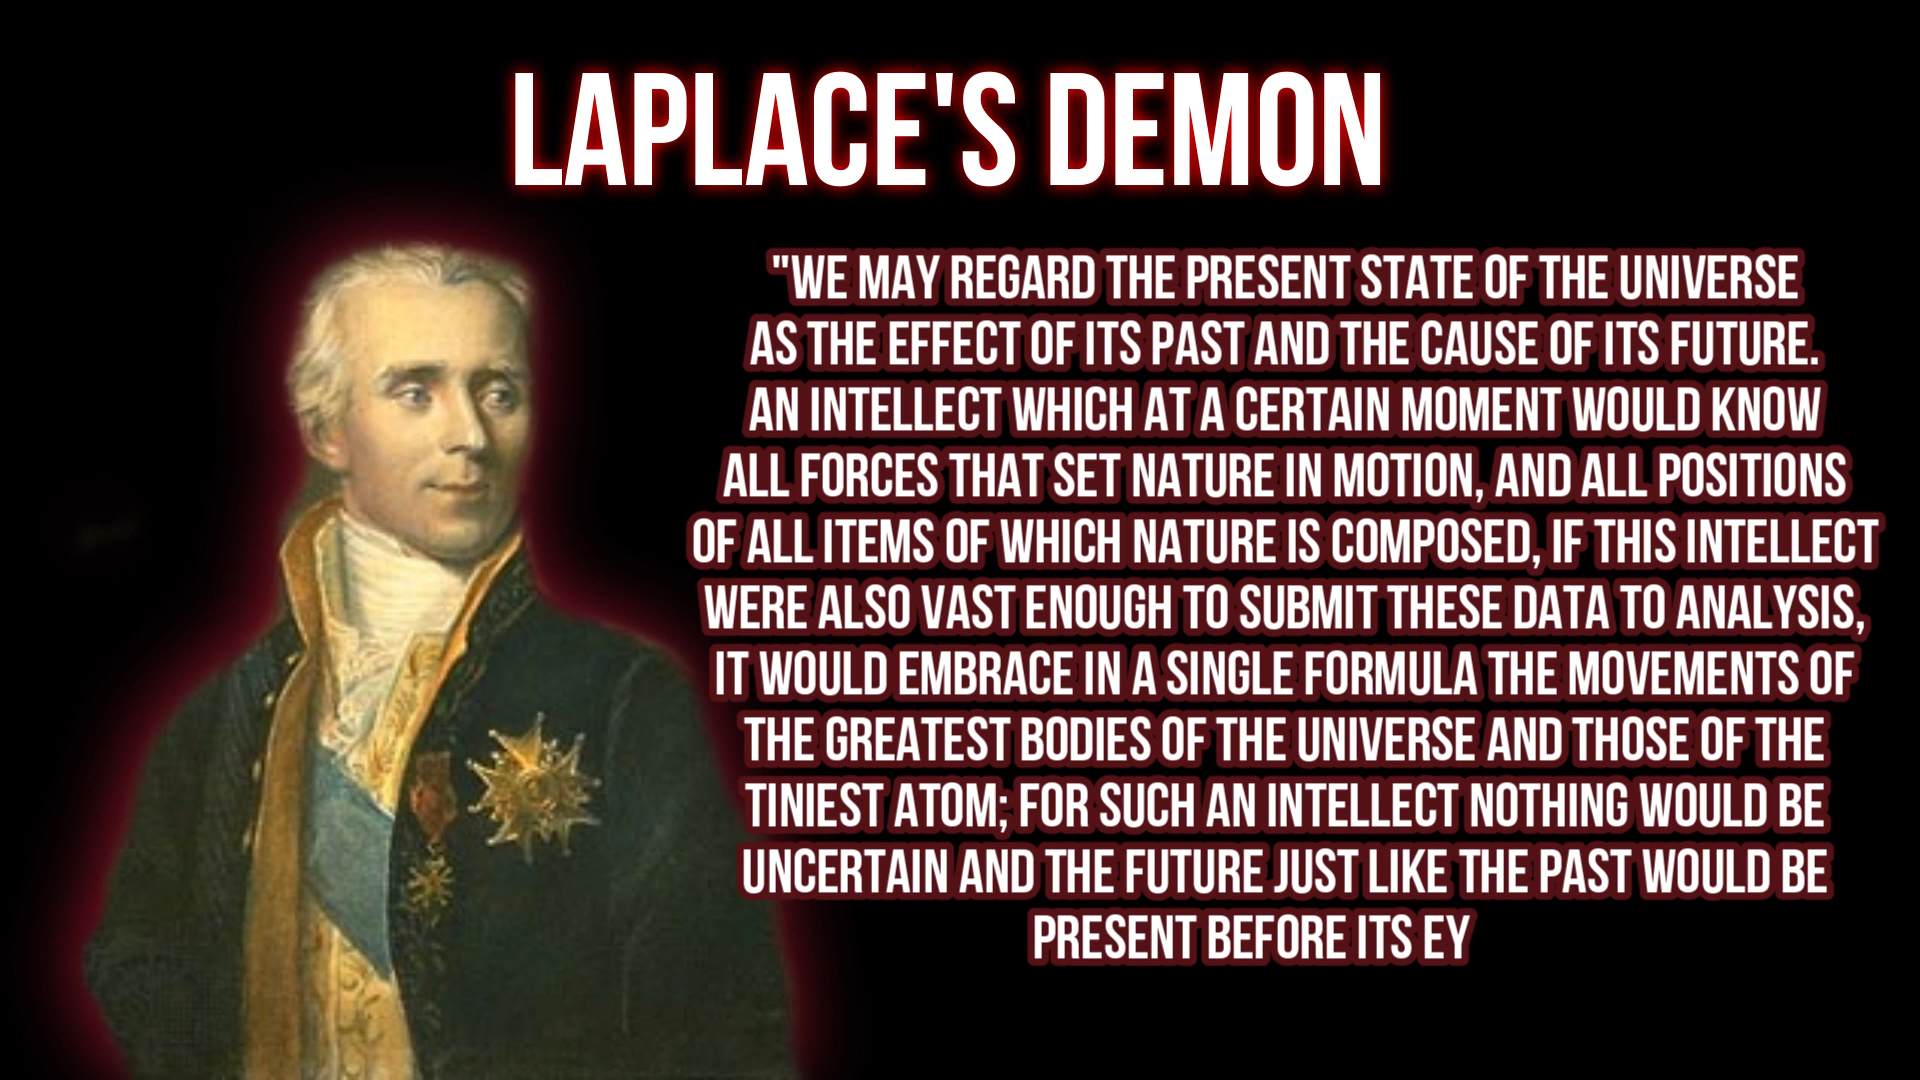 LAPLACE'S DEMON
"WE MAY REGARD THE PRESENT STATE OF THE UNIVERSE
AS THE EFFECT OF ITS PAST AND THE CAUSE OF ITS FUTURE.
AN INTELLECT WHICH AT A CERTAIN MOMENT WOULD KNOW
ALL FORCES THAT SET NATURE IN MOTION, AND ALL POSITIONS
OF ALL ITEMS OF WHICH NATURE IS COMPOSED, IF THIS INTELLECT
WERE ALSO VAST ENOUGH TO SUBMIT THESE DATA TO ANALYSIS,
IT WOULD EMBRACE IN A SINGLE FORMULA THE MOVEMENTS OF
THE GREATEST BODIES OF THE UNIVERSE AND THOSE OF THE
TINIEST ATOM; FOR SUCH AN INTELLECT NOTHING WOULD BE
UNCERTAIN AND THE FUTURE JUST LIKE THE PAST WOULD BE
PRESENT BEFORE ITS EY